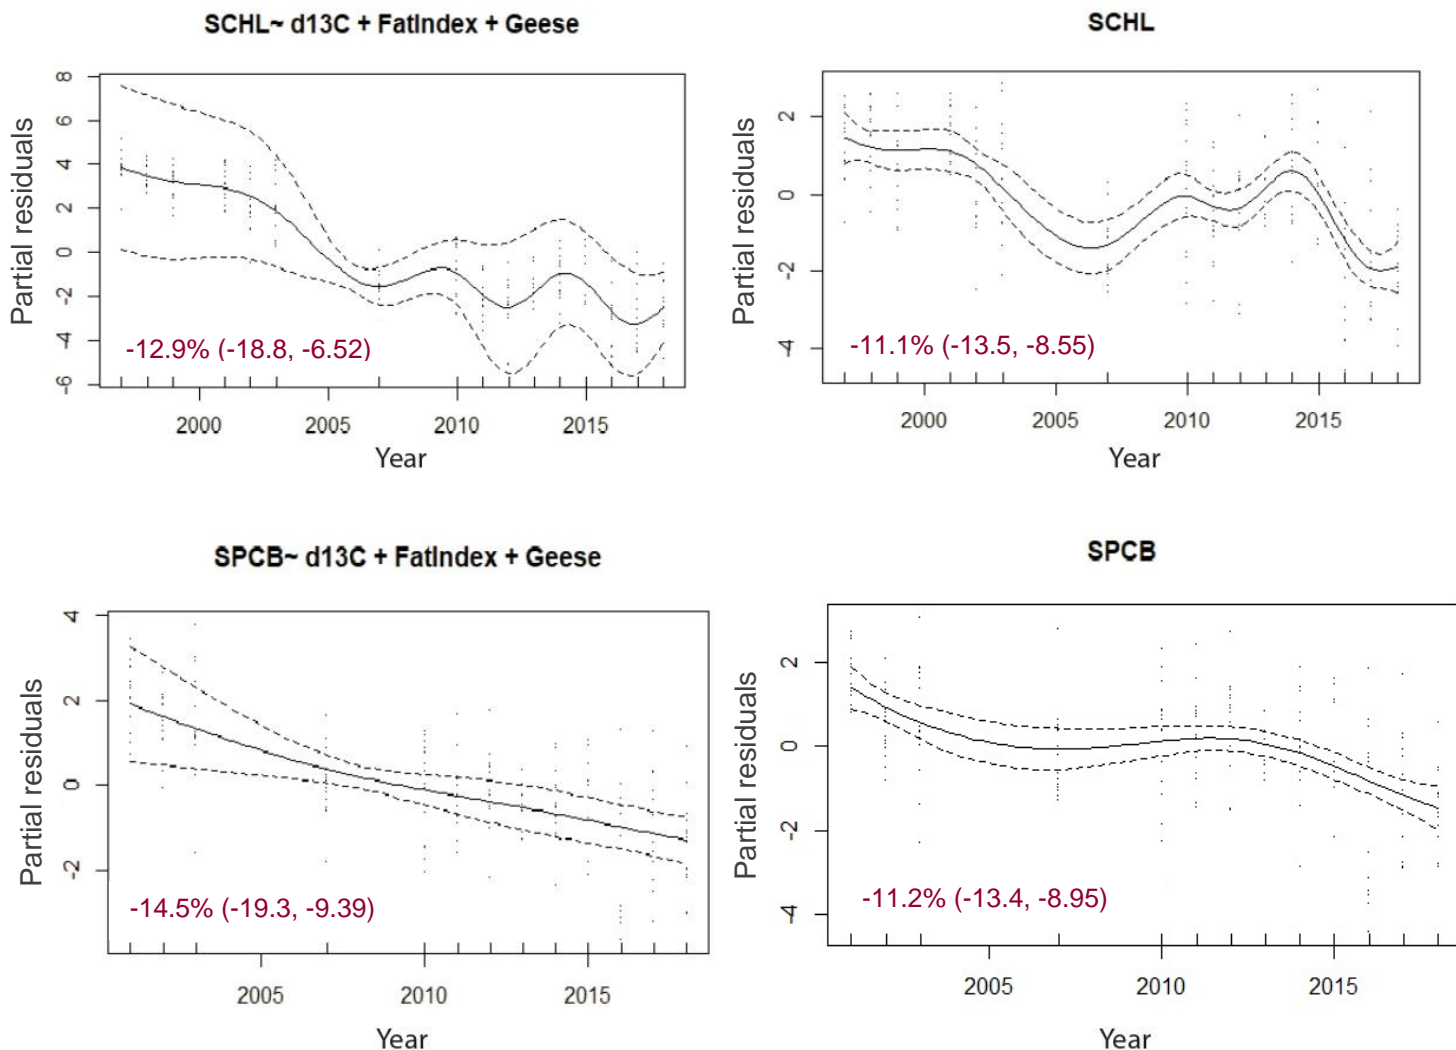 SCHL~ d13C + FatIndex + Geese
Partial residuals
8
6
4
2
0
-2
-4
-6
-12.9% (-18.8, -6.52)
2000 2005 2010 2015
Year
SCHL
Partial residuals
2
0
-2
-4
-11.1% (-13.5, -8.55)
2000 2005 2010 2015
Year
SPCB~ d13C + FatIndex + Geese
Partial residuals
4
2
0
-2
-14.5% (-19.3, -9.39)
2005 2010 2015
Year
SPCB
Partial residuals
2
0
-2
-4
-11.2% (-13.4, -8.95)
2005 2010 2015
Year